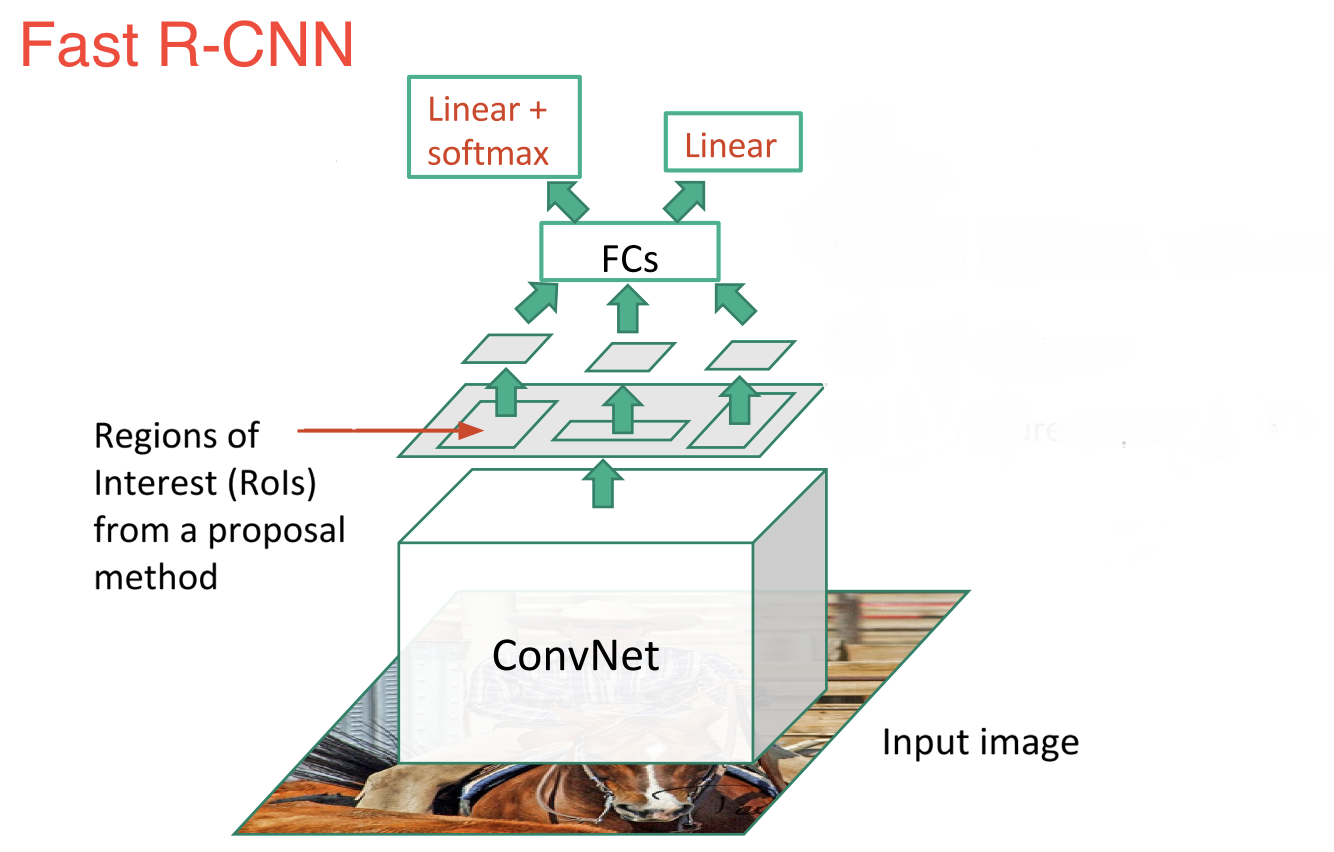 Fast R-CNN
Linear +
softmax
Linear
FCs
Regions of
Interest (RoIs)
from a proposal
method
ConvNet
Input image